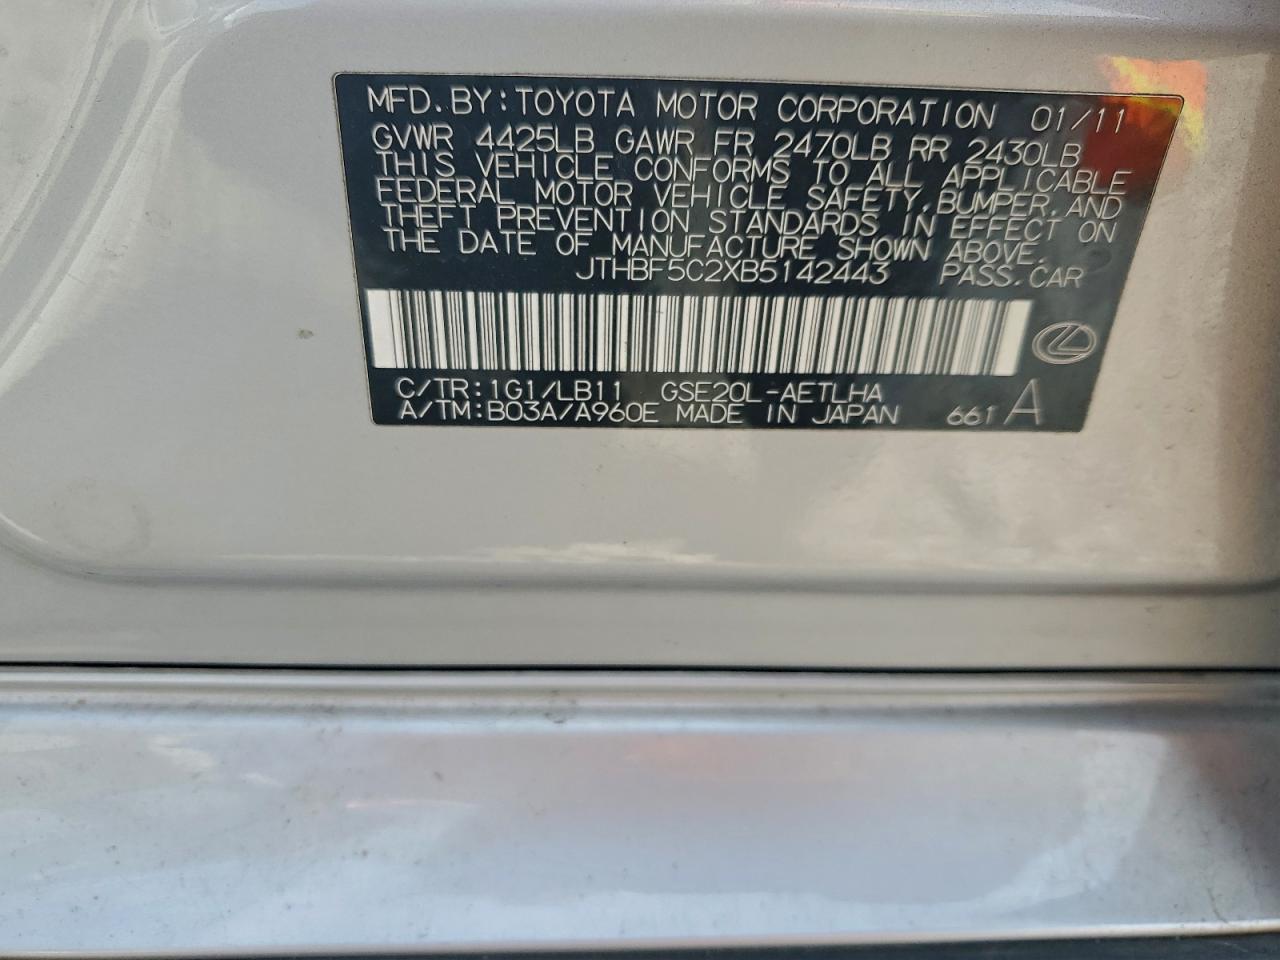 MFD.BY:TOYOTA MOTOR CORPORATION 01/11
GVWR 4425LB GAWR FR 2470LB RR 2430LB
THIS VEHICLE CONFORMS TO ALL APPLICABLE
FEDERAL MOTOR VEHICLE SAFETY,BUMPER,AND
THEFT PREVENTION STANDARDS IN EFFECT ON
THE DATE OF MANUFACTURE SHOWN ABOVE.
JTHBF5C2XB5142443 PASS.CAR
C/TR:1G1/LB11 GSE20L-AETLHA
A/TM:B03A/A960E MADE IN JAPAN 661 A